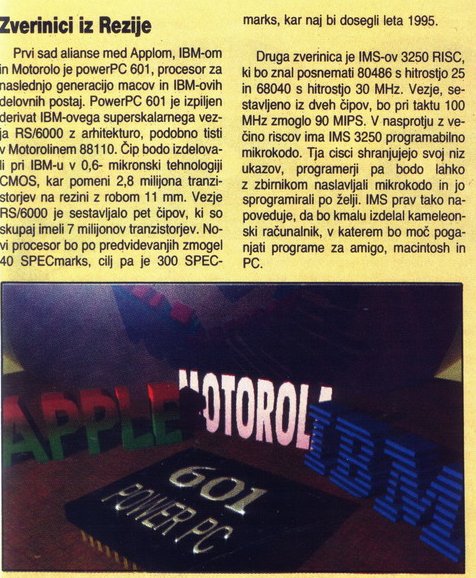 Zverinici iz Rezije
Prvi sad alianse med Applom, IBM-om
in Motorolo je powerPC 601, procesor za
naslednjo generacijo macov in IBM-ovih
delovnih postaj. PowerPC 601 je izpiljen
derivat IBM-ovega superskalarnega vez-
ja RS/6000 z arhitekturo, podobno tisti
v Motorolinem 88110. Čip bodo izdelova-
li pri IBM-u v 0,6- mikronski tehnologiji
CMOS, kar pomeni 2,8 milijona tranzi-
storjev na rezini z robom 11 mm. Vezje
RS/6000 je sestavljalo pet čipov, ki so
skupaj imeli 7 milijonov tranzistorjev. No-
vi procesor bo po predvidevanjih zmogel
40 SPECmarks, cilj pa je 300 SPEC-
marks, kar naj bi dosegli leta 1995.
Druga zverinica je IMS-ov 3250 RISC,
ki bo znal posnemati 80486 s hitrostjo 25
in 68040 s hitrostjo 30 MHz. Vezje, se-
stavljeno iz dveh čipov, bo pri taktu 100
MHz zmoglo 90 MIPS. V nasprotju z ve-
čino riscov ima IMS 3250 programabilno
mikrokodo. Tja cisci shranjujejo svoj niz
ukazov, programerji pa bodo lahko
z zbirnikom naslavljali mikrokodo in jo
sprogramirali po želji. IMS prav tako na-
poveduje, da bo kmalu izdelal kameleon-
ski računalnik, v katerem bo moč poga-
njati programe za amigo, macintosh in
PC.
APPLE
MOTOROLA
IBM
601
POWER PC